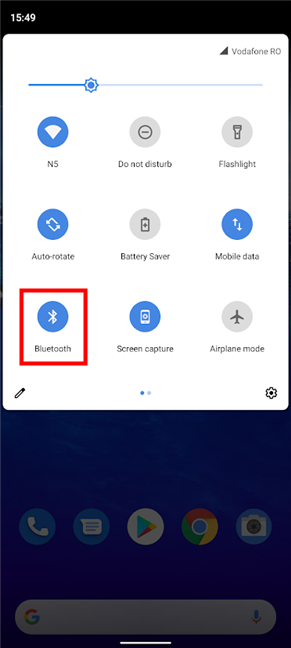 15:49
Vodafone RO
N5
Do not disturb
Flashlight
Auto-rotate
Battery Saver
Mobile data
Bluetooth
Screen capture
Airplane mode
G